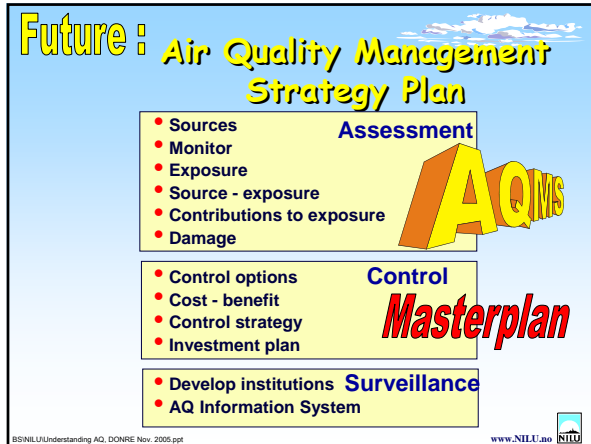 Future :
Air Quality Management
Strategy Plan
Assessment
• Sources
• Monitor
• Exposure
• Source - exposure
• Contributions to exposure
• Damage
AQMS
Control
• Control options
• Cost - benefit
• Control strategy
• Investment plan
Masterplan
• Develop institutions Surveillance
• AQ Information System
BS\NILU\Understanding AQ, DONRE Nov. 2005.ppt
www.NILU.no NILU